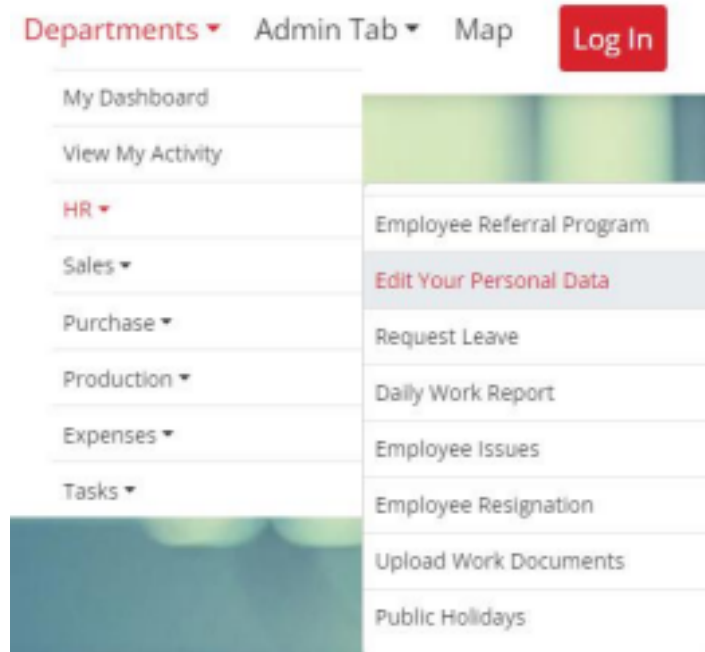 Departments Admin Tab Map Log In
My Dashboard
View My Activity
HR
Sales
Purchase
Production
Expenses
Tasks
Employee Referral Program
Edit Your Personal Data
Request Leave
Daily Work Report
Employee Issues
Employee Resignation
Upload Work Documents
Public Holidays